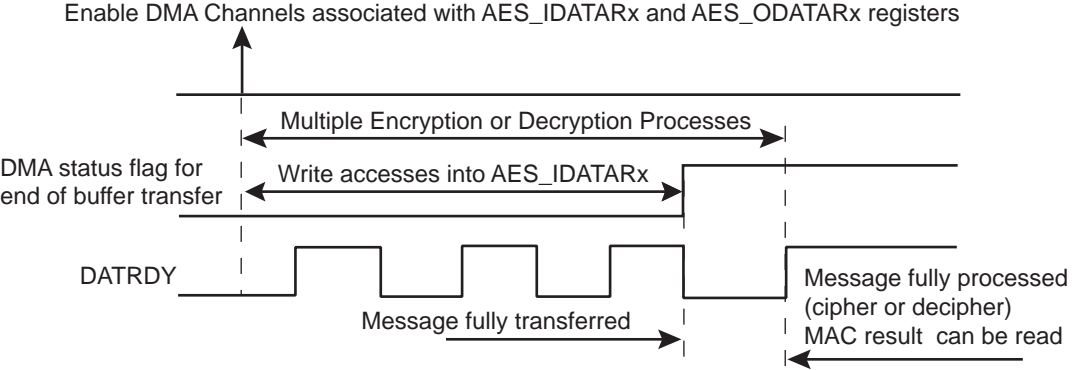 Enable DMA Channels associated with AES_IDATARx and AES_ODATARx registers
Multiple Encryption or Decryption Processes
DMA status flag for
end of buffer transfer
Write accesses into AES_IDATARx
DATRDY
Message fully transferred
Message fully processed
(cipher or decipher)
MAC result can be read